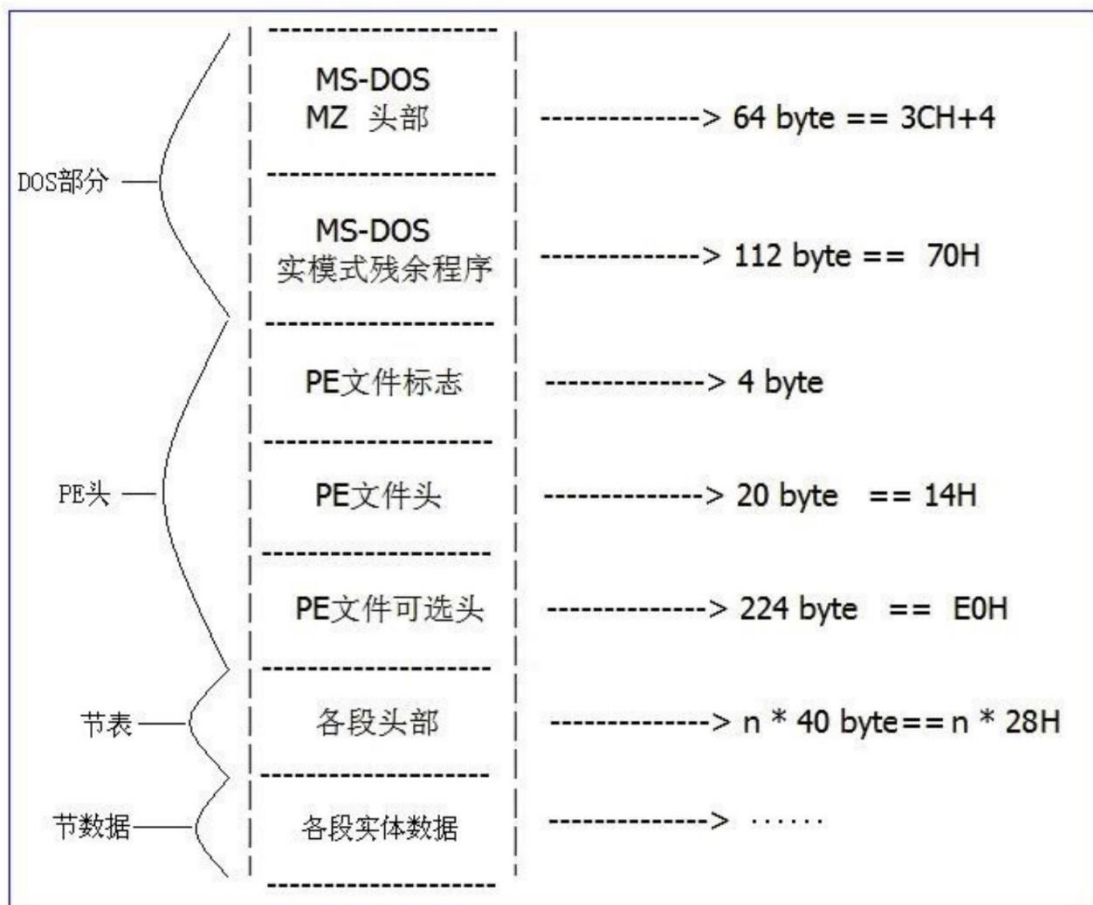 DOS部分
MS-DOS
MZ 头部
-------------> 64 byte == 3CH+4
MS-DOS
实模式残余程序
-------------> 112 byte == 70H
PE头
PE文件标志
-------------> 4 byte
PE文件头
-------------> 20 byte == 14H
PE文件可选头
-------------> 224 byte == E0H
节表
各段头部
-------------> n * 40 byte== n * 28H
节数据
各段实体数据
-------------> ······